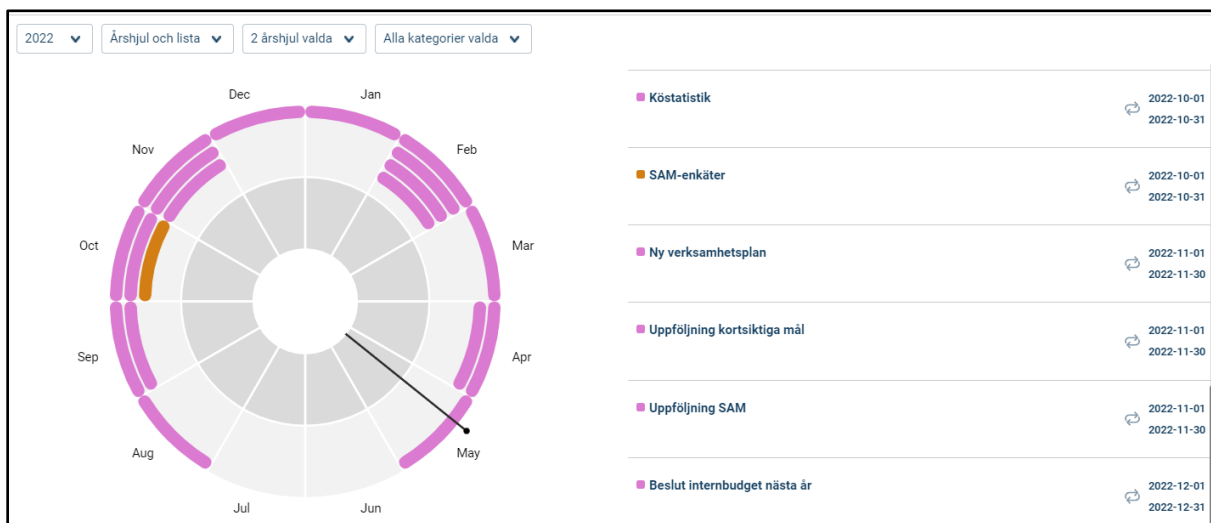 2022
Årshjul och lista
2 årshjul valda
Alla kategorier valda
Dec
Jan
Nov
Feb
Oct
Mar
Sep
Apr
Aug
May
Jul
Jun
Köstatistik
2022-10-01
2022-10-31
SAM-enkäter
2022-10-01
2022-10-31
Ny verksamhetsplan
2022-11-01
2022-11-30
Uppföljning kortsiktiga mål
2022-11-01
2022-11-30
Uppföljning SAM
2022-11-01
2022-11-30
Beslut internbudget nästa år
2022-12-01
2022-12-31